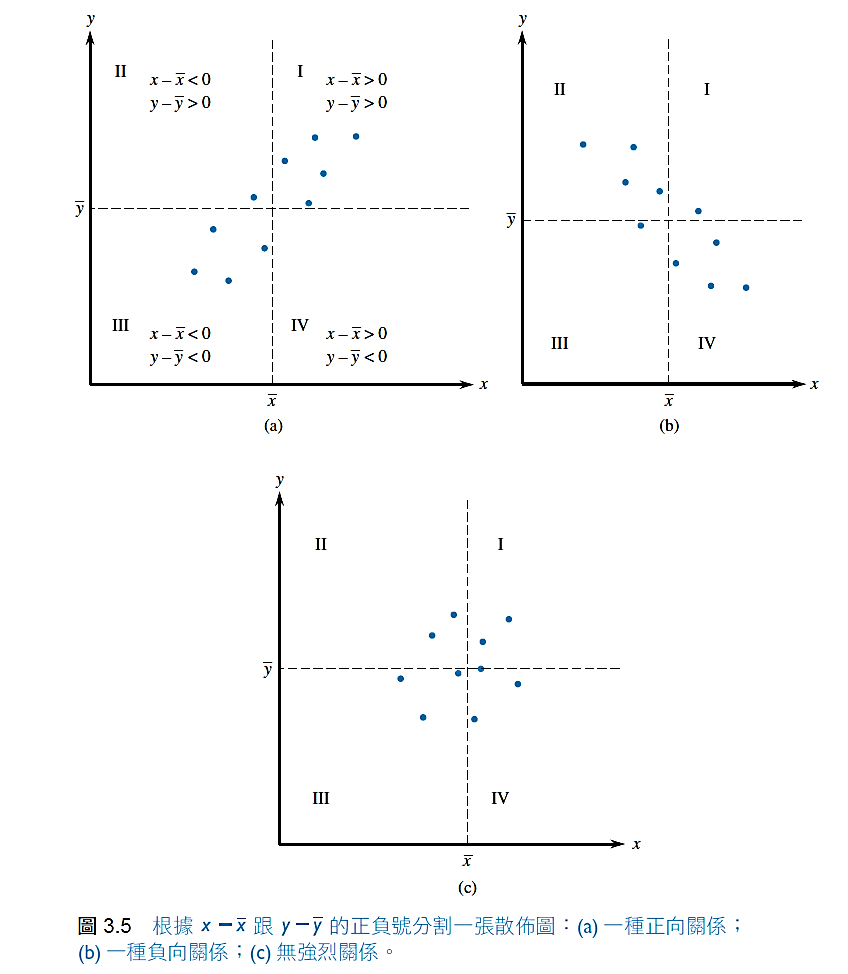 y
II
x – x̅ < 0
y – y̅ > 0
I
x – x̅ > 0
y – y̅ > 0
y̅
III
x – x̅ < 0
y – y̅ < 0
IV
x – x̅ > 0
y – y̅ < 0
x
x̅
(a)
y
II
I
y̅
III
IV
x
x̅
(b)
y
II
I
y̅
III
IV
x
x̅
(c)
圖 3.5 根據 x – x̅ 跟 y – y̅ 的正負號分割一張散佈圖：(a) 一種正向關係；
(b) 一種負向關係；(c) 無強烈關係。